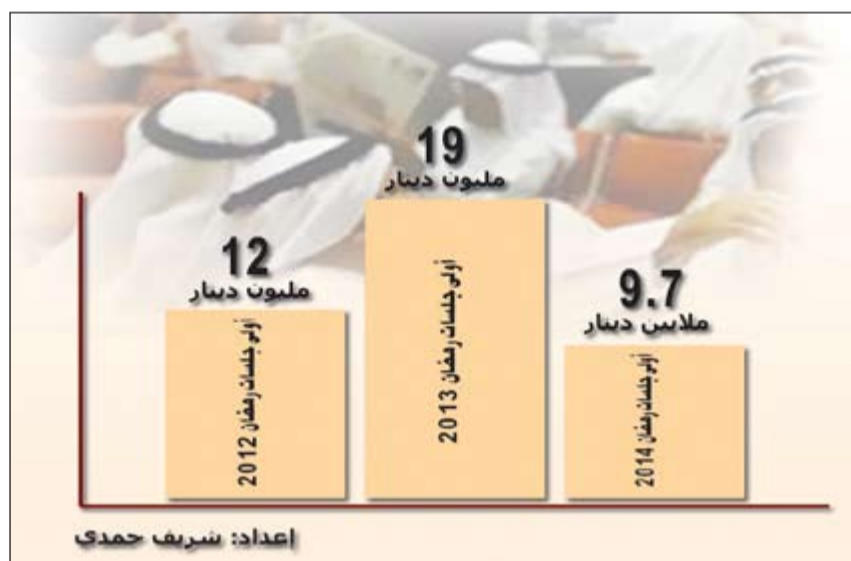 19
مليون دينار
12
مليون دينار
9.7
ملايين دينار
أولى جلسات رمضان 2012
أولى جلسات رمضان 2013
أولى جلسات رمضان 2014
إعداد: شريف حمدي